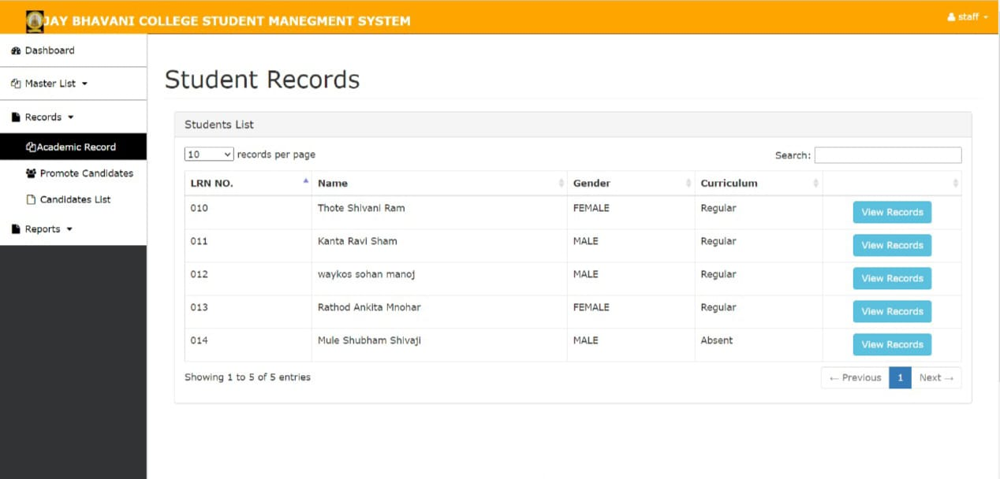 JAY BHAVANI COLLEGE STUDENT MANEGMENT SYSTEM
staff
Dashboard
Master List
Records
Academic Record
Promote Candidates
Candidates List
Reports
Student Records
Students List
10 records per page
Search:
LRN NO. Name Gender Curriculum
010 Thote Shivani Ram FEMALE Regular View Records
011 Kanta Ravi Sham MALE Regular View Records
012 waykos sohan manoj MALE Regular View Records
013 Rathod Ankita Mnohar FEMALE Regular View Records
014 Mule Shubham Shivaji MALE Absent View Records
Showing 1 to 5 of 5 entries
← Previous 1 Next →